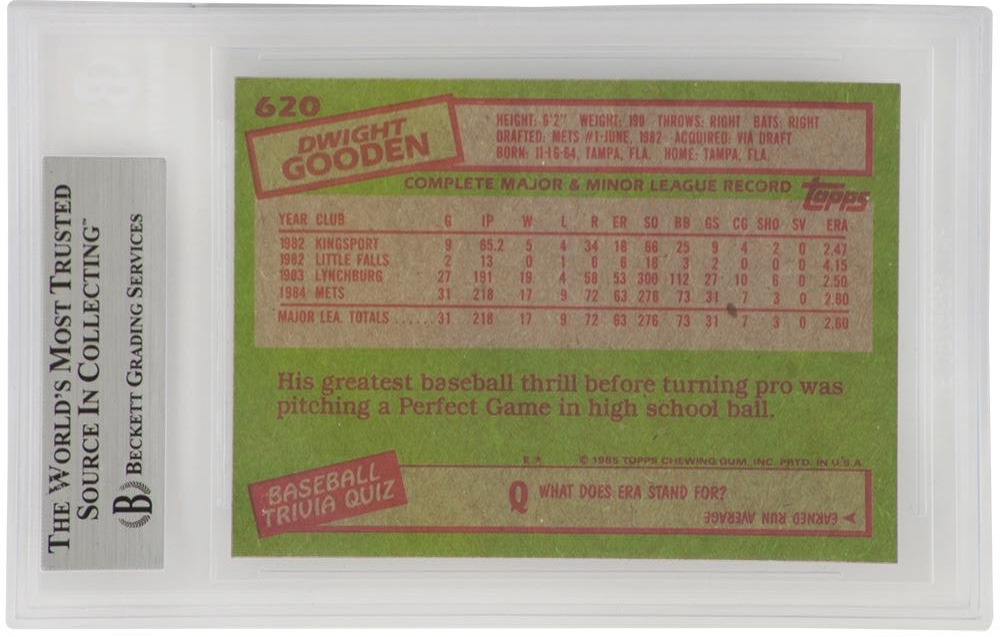 THE WORLD'S MOST TRUSTED
SOURCE IN COLLECTING™
B BECKETT GRADING SERVICES
620
DWIGHT
GOODEN
HEIGHT: 6'2" WEIGHT: 190 THROWS: RIGHT BATS: RIGHT
DRAFTED: METS #1-JUNE, 1982 ACQUIRED: VIA DRAFT
BORN: 11-16-64, TAMPA, FLA. HOME: TAMPA, FLA.
COMPLETE MAJOR & MINOR LEAGUE RECORD
Topps
YEAR CLUB G IP W L R ER SO BB GS CG SHO SV ERA
1982 KINGSPORT 9 65.2 5 4 34 18 66 25 9 4 2 0 2.47
1982 LITTLE FALLS 2 13 0 1 6 6 18 3 2 0 0 0 4.15
1983 LYNCHBURG 27 191 19 4 58 53 300 112 27 10 6 0 2.50
1984 METS 31 218 17 9 72 63 276 73 31 7 3 0 2.60
MAJOR LEA. TOTALS ......31 218 17 9 72 63 276 73 31 7 3 0 2.60
His greatest baseball thrill before turning pro was
pitching a Perfect Game in high school ball.
E* © 1985 TOPPS CHEWING GUM, INC. PRTD. IN U.S.A.
BASEBALL
TRIVIA QUIZ
Q WHAT DOES ERA STAND FOR?
EARNED RUN AVERAGE